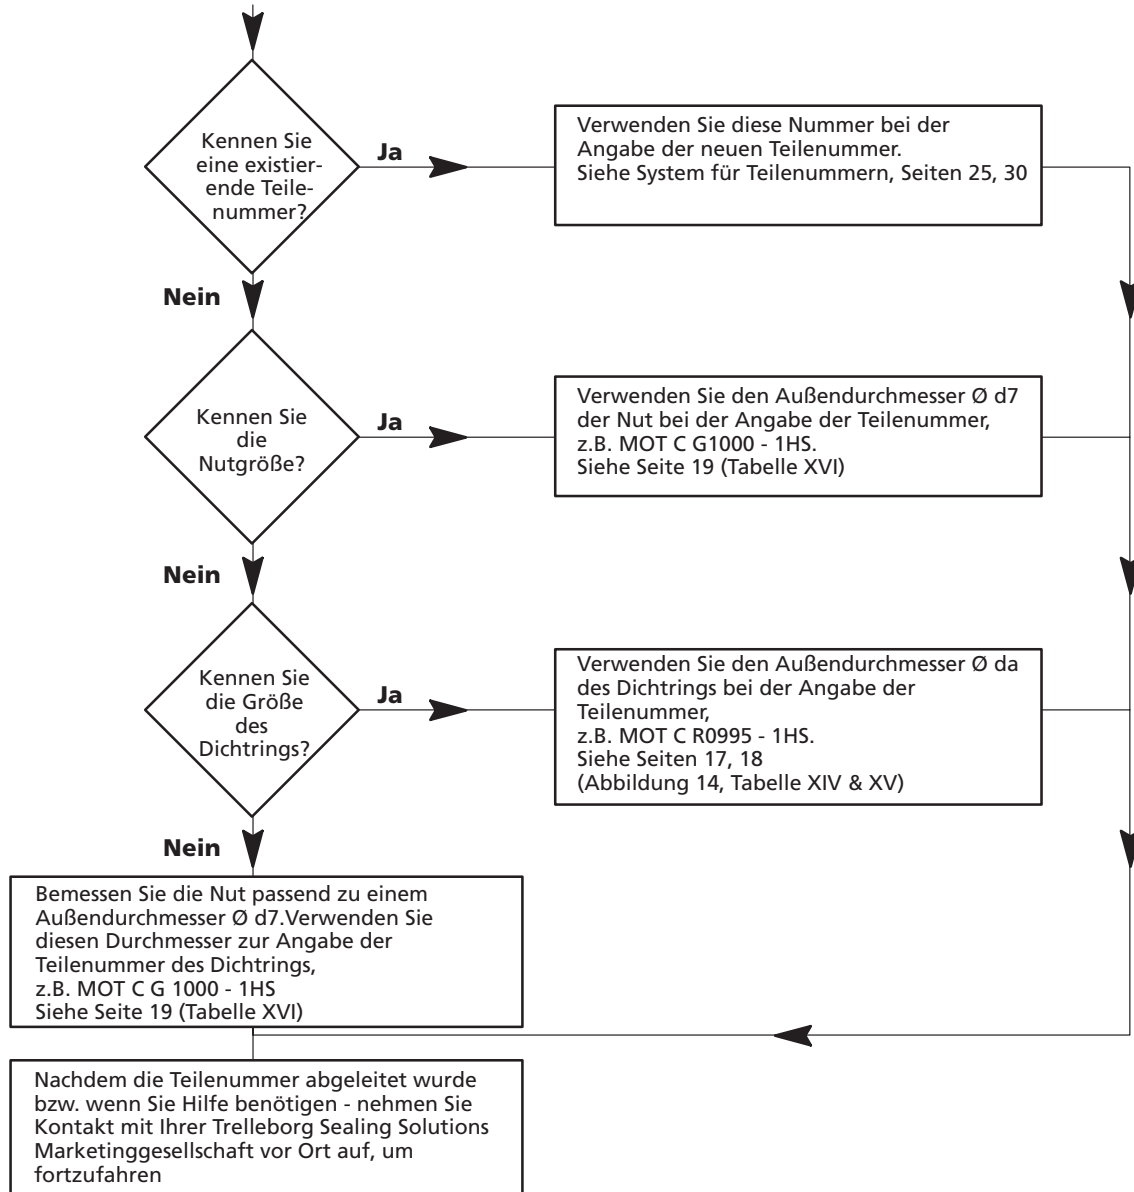 Kennen Sie
eine existier-
ende Teile-
nummer?
Ja
Verwenden Sie diese Nummer bei der
Angabe der neuen Teilenummer.
Siehe System für Teilenummern, Seiten 25, 30
Nein
Kennen Sie
die
Nutgröße?
Ja
Verwenden Sie den Außendurchmesser Ø d7
der Nut bei der Angabe der Teilenummer,
z.B. MOT C G1000 - 1HS.
Siehe Seite 19 (Tabelle XVI)
Nein
Kennen Sie
die Größe
des
Dichtrings?
Ja
Verwenden Sie den Außendurchmesser Ø da
des Dichtrings bei der Angabe der
Teilenummer,
z.B. MOT C R0995 - 1HS.
Siehe Seiten 17, 18
(Abbildung 14, Tabelle XIV & XV)
Nein
Bemessen Sie die Nut passend zu einem
Außendurchmesser Ø d7.Verwenden Sie
diesen Durchmesser zur Angabe der
Teilenummer des Dichtrings,
z.B. MOT C G 1000 - 1HS
Siehe Seite 19 (Tabelle XVI)
Nachdem die Teilenummer abgeleitet wurde
bzw. wenn Sie Hilfe benötigen - nehmen Sie
Kontakt mit Ihrer Trelleborg Sealing Solutions
Marketinggesellschaft vor Ort auf, um
fortzufahren